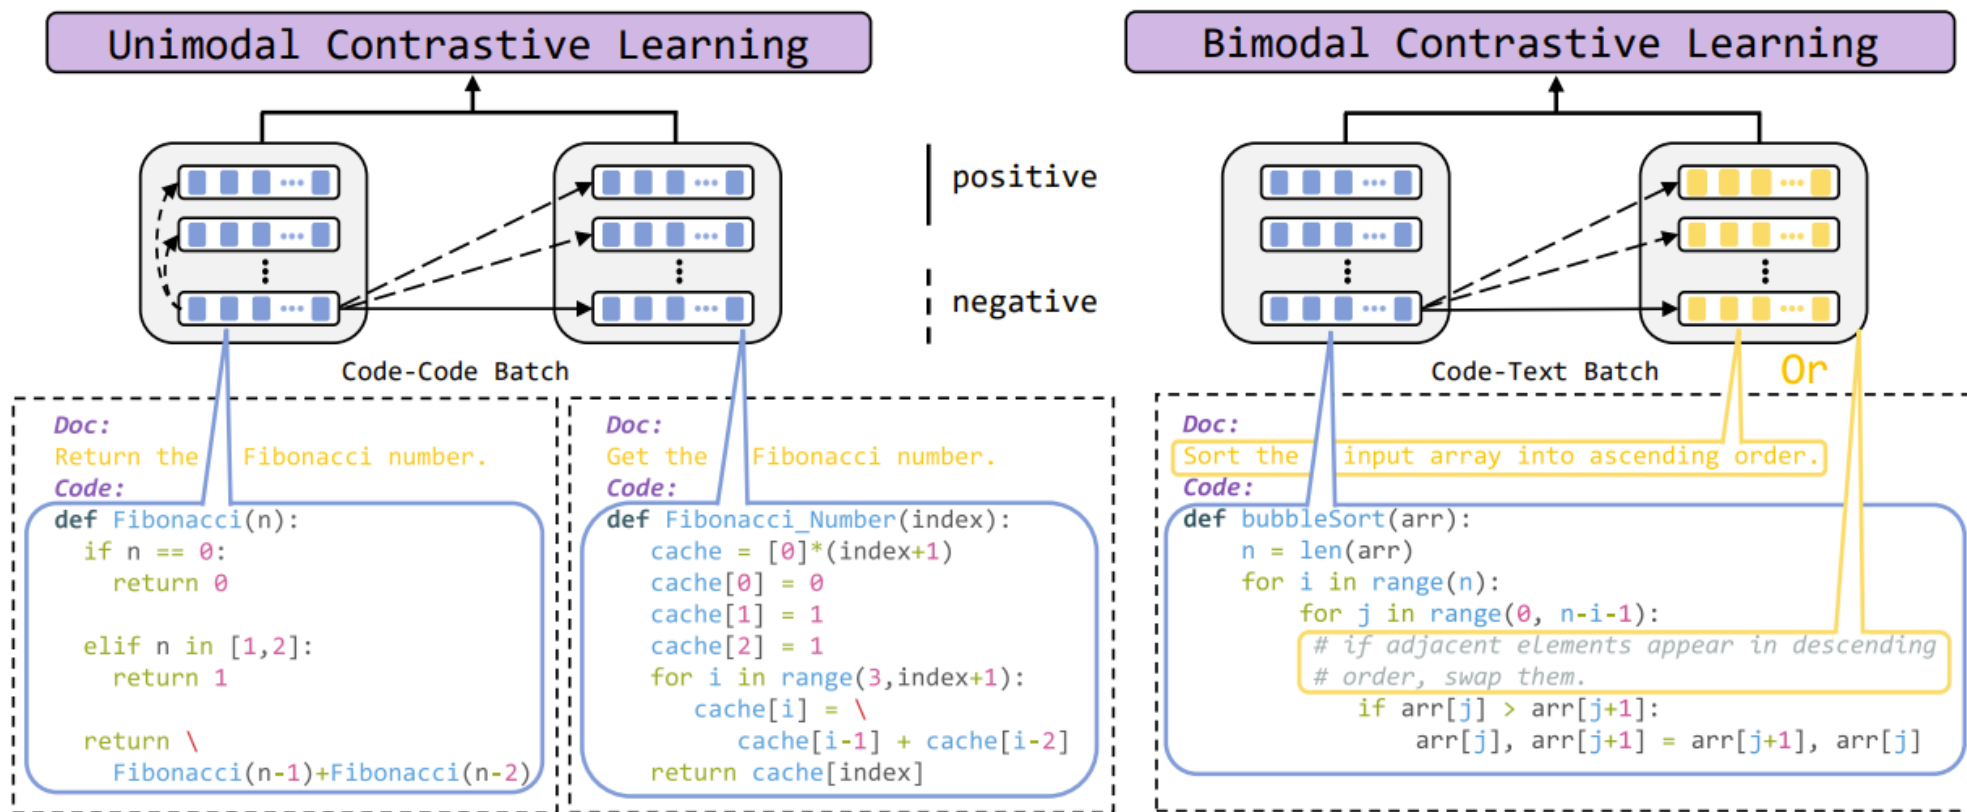 Unimodal Contrastive Learning
Code-Code Batch
Doc:
Return the Fibonacci number.
Code:
def Fibonacci(n):
  if n == 0:
    return 0
  elif n in [1,2]:
    return 1
  return \
    Fibonacci(n-1)+Fibonacci(n-2)
Doc:
Get the Fibonacci number.
Code:
def Fibonacci_Number(index):
   cache = [0]*(index+1)
   cache[0] = 0
   cache[1] = 1
   cache[2] = 1
   for i in range(3,index+1):
      cache[i] = \
         cache[i-1] + cache[i-2]
   return cache[index]
positive
negative
Bimodal Contrastive Learning
Code-Text Batch
Or
Doc:
Sort the input array into ascending order.
Code:
def bubbleSort(arr):
    n = len(arr)
    for i in range(n):
        for j in range(0, n-i-1):
         # if adjacent elements appear in descending
         # order, swap them.
            if arr[j] > arr[j+1]:
                arr[j], arr[j+1] = arr[j+1], arr[j]